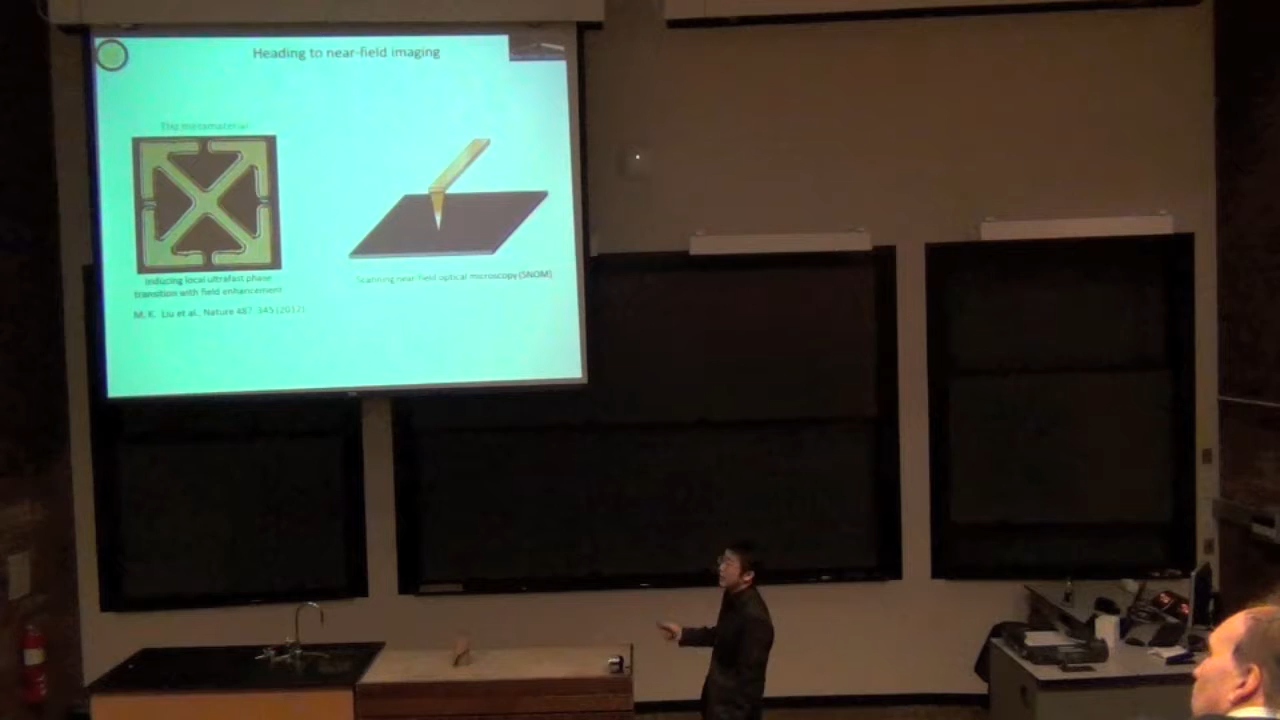 Heading to near-field imaging
THz metamaterial
Inducing local ultrafast phase
transition with field enhancement
M. K. Liu et al., Nature 487, 345 (2012)
Scanning near-field optical microscopy (SNOM)